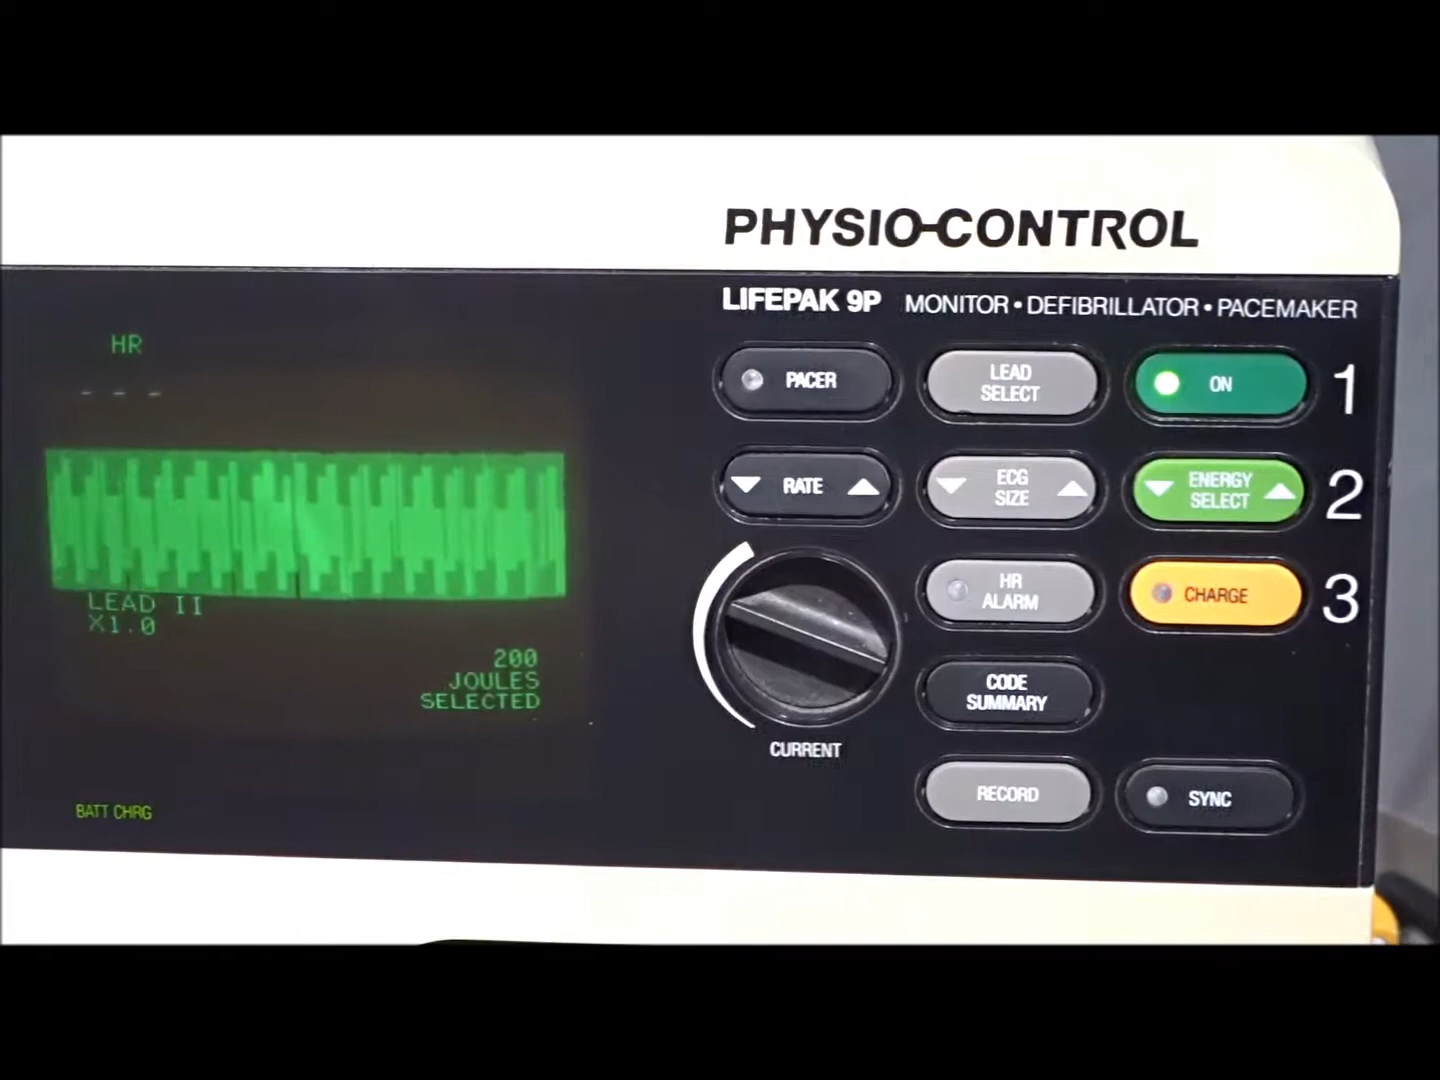 PHYSIO-CONTROL
LIFEPAK 9P MONITOR • DEFIBRILLATOR • PACEMAKER
HR
- - -
LEAD II
X1.0
200
JOULES
SELECTED
BATT CHRG
PACER
LEAD
SELECT
ON
1
RATE
ECG
SIZE
ENERGY
SELECT
2
HR
ALARM
CHARGE
3
CURRENT
CODE
SUMMARY
RECORD
SYNC